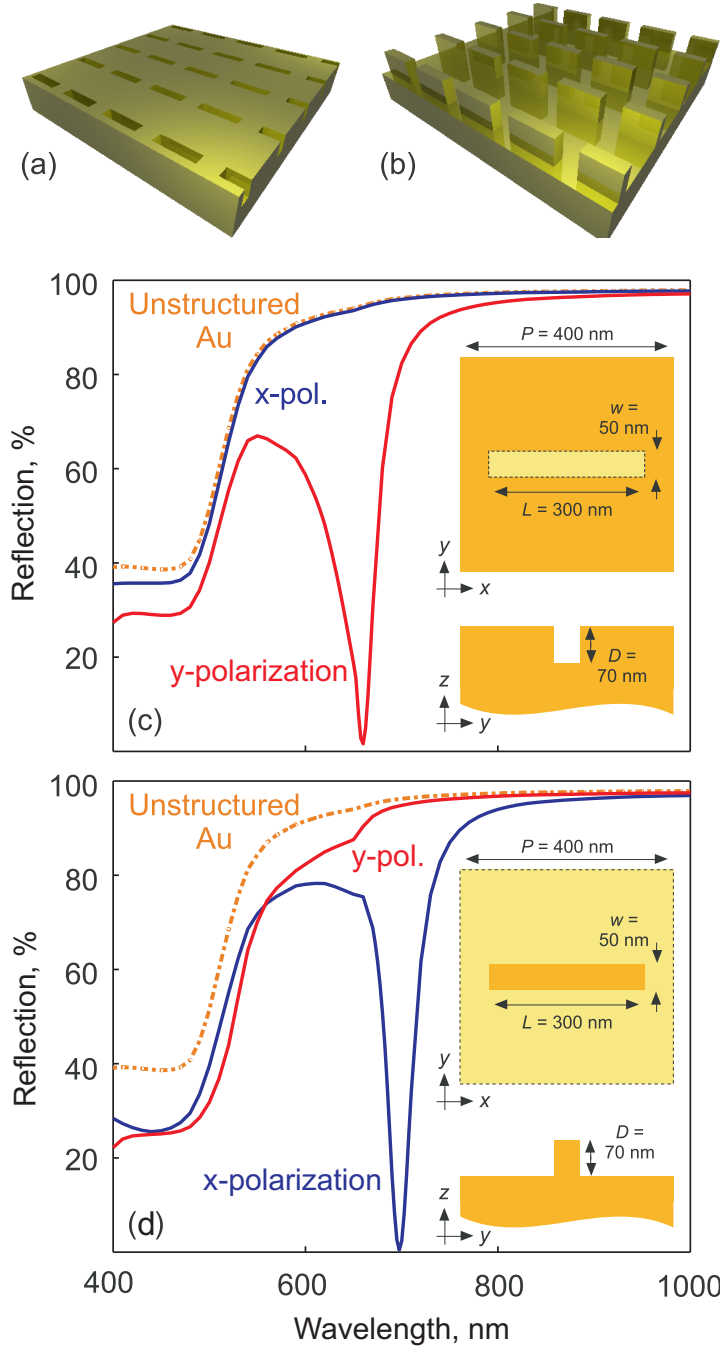 (a)
(b)
100
80
60
40
20
Reflection, %
Unstructured
Au
x-pol.
y-polarization
(c)
P = 400 nm
w =
50 nm
L = 300 nm
y
x
D =
70 nm
z
y
100
80
60
40
20
Reflection, %
Unstructured
Au
y-pol.
x-polarization
(d)
P = 400 nm
w =
50 nm
L = 300 nm
y
x
D =
70 nm
z
y
400
600
800
1000
Wavelength, nm